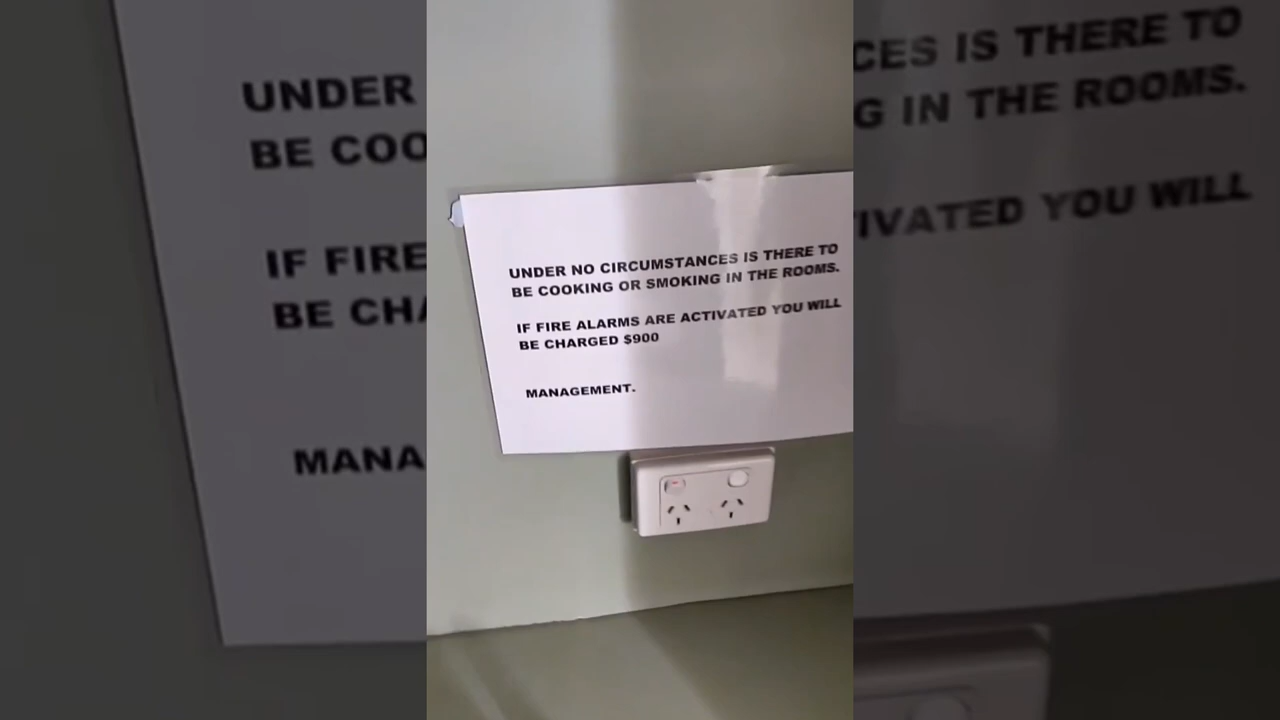 UNDER NO CIRCUMSTANCES IS THERE TO
BE COOKING OR SMOKING IN THE ROOMS.
IF FIRE ALARMS ARE ACTIVATED YOU WILL
BE CHARGED $900
MANAGEMENT.